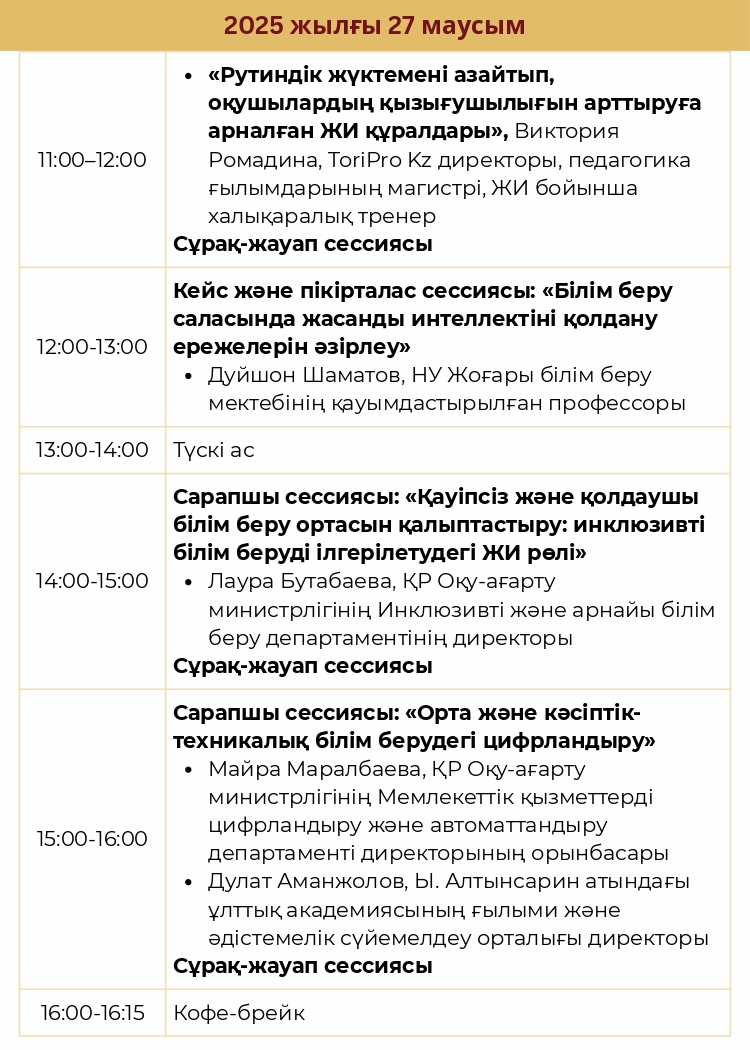 2025 жылғы 27 маусым
11:00–12:00
• «Рутиндік жүктемені азайтып,
оқушылардың қызығушылығын арттыруға
арналған ЖИ құралдары», Виктория
Ромадина, ToriPro Kz директоры, педагогика
ғылымдарының магистрі, ЖИ бойынша
халықаралық тренер
Сұрақ-жауап сессиясы
12:00-13:00
Кейс және пікірталас сессиясы: «Білім беру
саласында жасанды интеллектіні қолдану
ережелерін әзірлеу»
• Дуйшон Шаматов, НУ Жоғары білім беру
мектебінің қауымдастырылған профессоры
13:00-14:00
Түскі ас
14:00-15:00
Сарапшы сессиясы: «Қауіпсіз және қолдаушы
білім беру ортасын қалыптастыру: инклюзивті
білім беруді ілгерілетудегі ЖИ рөлі»
• Лаура Бутабаева, ҚР Оқу-ағарту
министрлігінің Инклюзивті және арнайы білім
беру департаментінің директоры
Сұрақ-жауап сессиясы
15:00-16:00
Сарапшы сессиясы: «Орта және кәсіптік-
техникалық білім берудегі цифрландыру»
• Майра Маралбаева, ҚР Оқу-ағарту
министрлігінің Мемлекеттік қызметтерді
цифрландыру және автоматтандыру
департаменті директорының орынбасары
• Дулат Аманжолов, Ы. Алтынсарин атындағы
ұлттық академиясының ғылыми және
әдістемелік сүйемелдеу орталығы директоры
Сұрақ-жауап сессиясы
16:00-16:15
Кофе-брейк